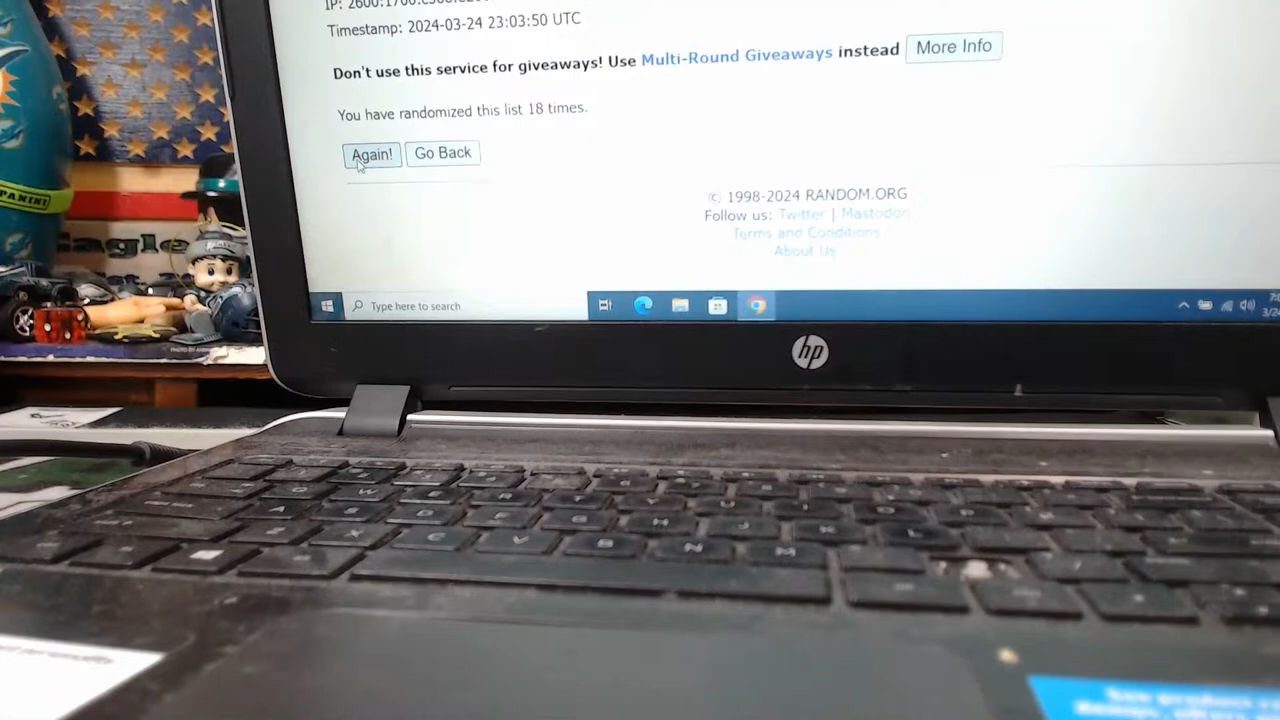 Timestamp: 2024-03-24 23:03:50 UTC
Don't use this service for giveaways! Use Multi-Round Giveaways instead More Info
You have randomized this list 18 times.
Again! Go Back
© 1998-2024 RANDOM.ORG
Follow us: Twitter | Mastodon
Terms and Conditions
About Us
Type here to search
hp
PANINI
Eagle
Q W E R T Y U I O P
A S D F G H J K L
Z X C V B N M